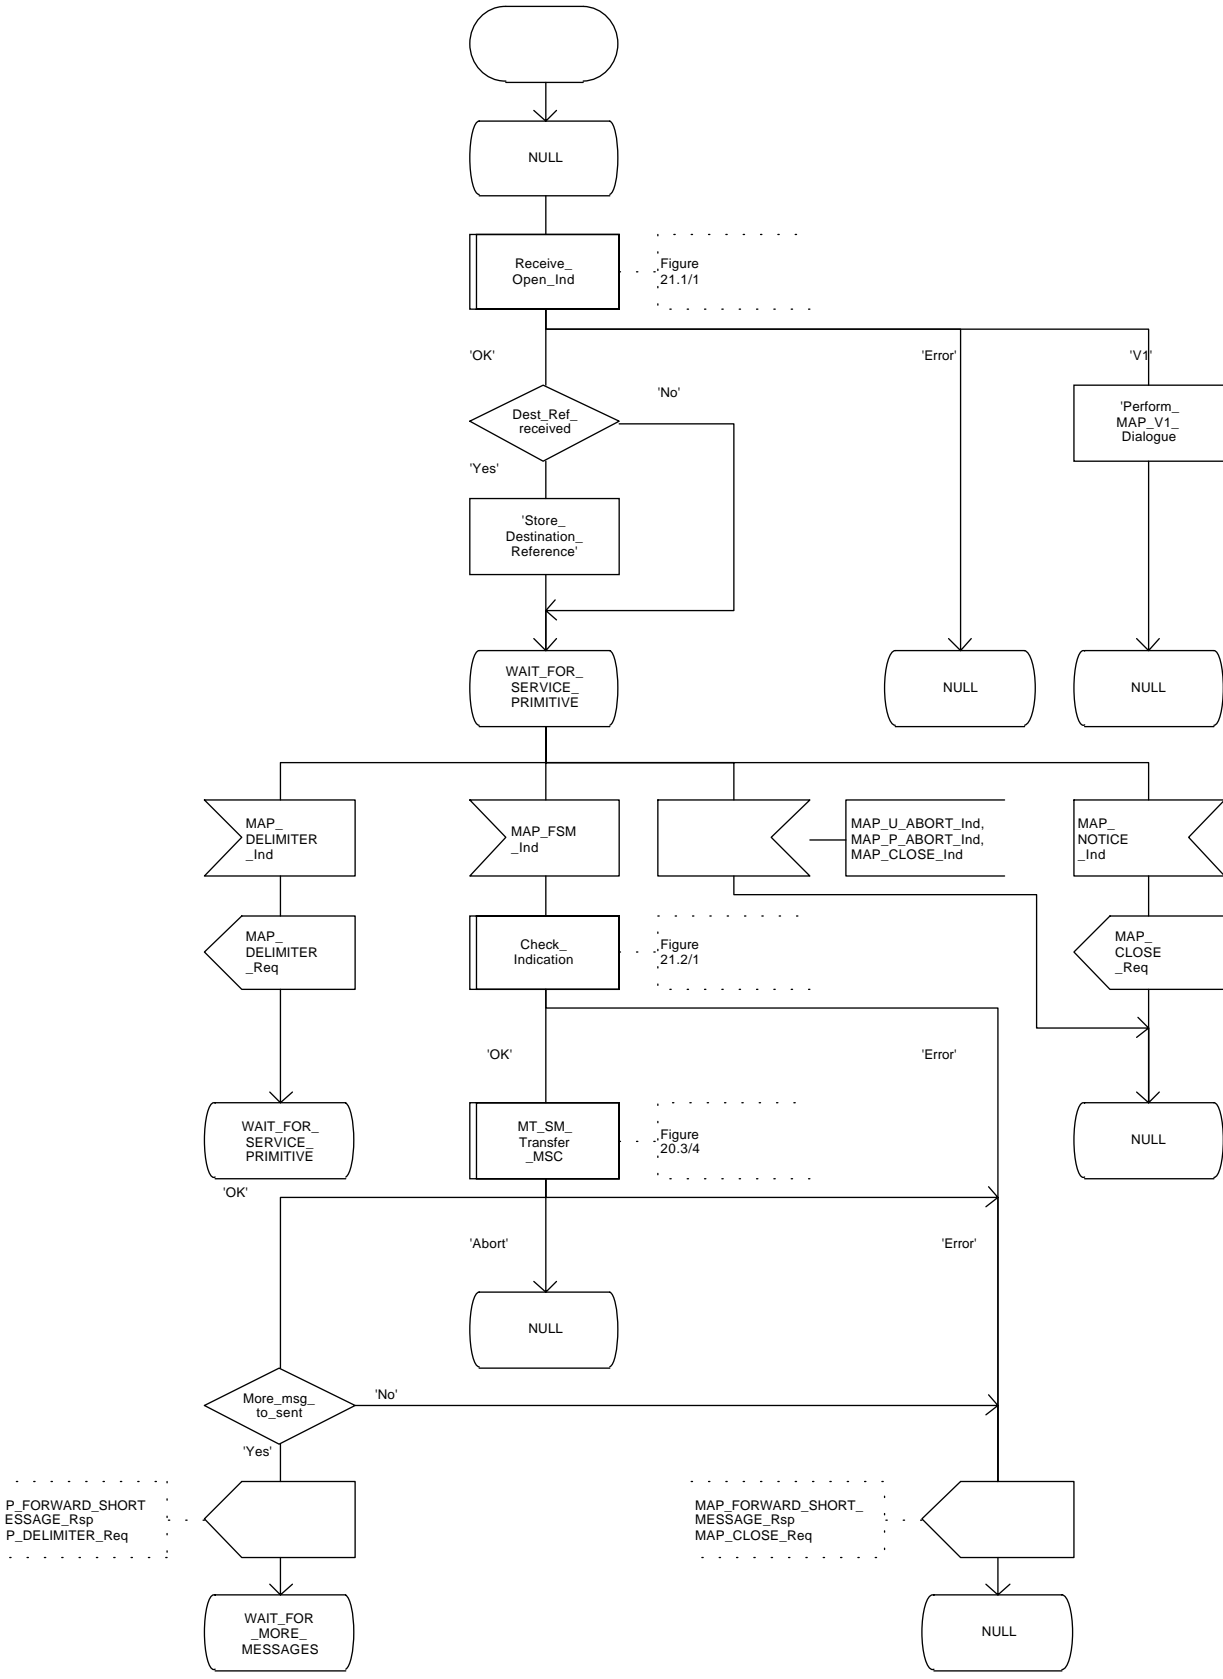 NULL
Receive_
Open_Ind
Figure
21.1/1
'OK'
'Error'
'V1'
'No'
Dest_Ref_
received
'Perform_
MAP_V1_
Dialogue
'Yes'
'Store_
Destination_
Reference'
WAIT_FOR_
SERVICE_
PRIMITIVE
NULL
NULL
MAP_
DELIMITER
_Ind
MAP_FSM
_Ind
MAP_U_ABORT_Ind,
MAP_P_ABORT_Ind,
MAP_CLOSE_Ind
MAP_
NOTICE
_Ind
MAP_
DELIMITER
_Req
Check_
Indication
Figure
21.2/1
MAP_
CLOSE
_Req
'OK'
'Error'
WAIT_FOR_
SERVICE_
PRIMITIVE
MT_SM_
Transfer
_MSC
Figure
20.3/4
NULL
'OK'
'Abort'
'Error'
NULL
More_msg_
to_sent
'No'
'Yes'
P_FORWARD_SHORT
ESSAGE_Rsp
P_DELIMITER_Req
MAP_FORWARD_SHORT_
MESSAGE_Rsp
MAP_CLOSE_Req
WAIT_FOR
_MORE_
MESSAGES
NULL